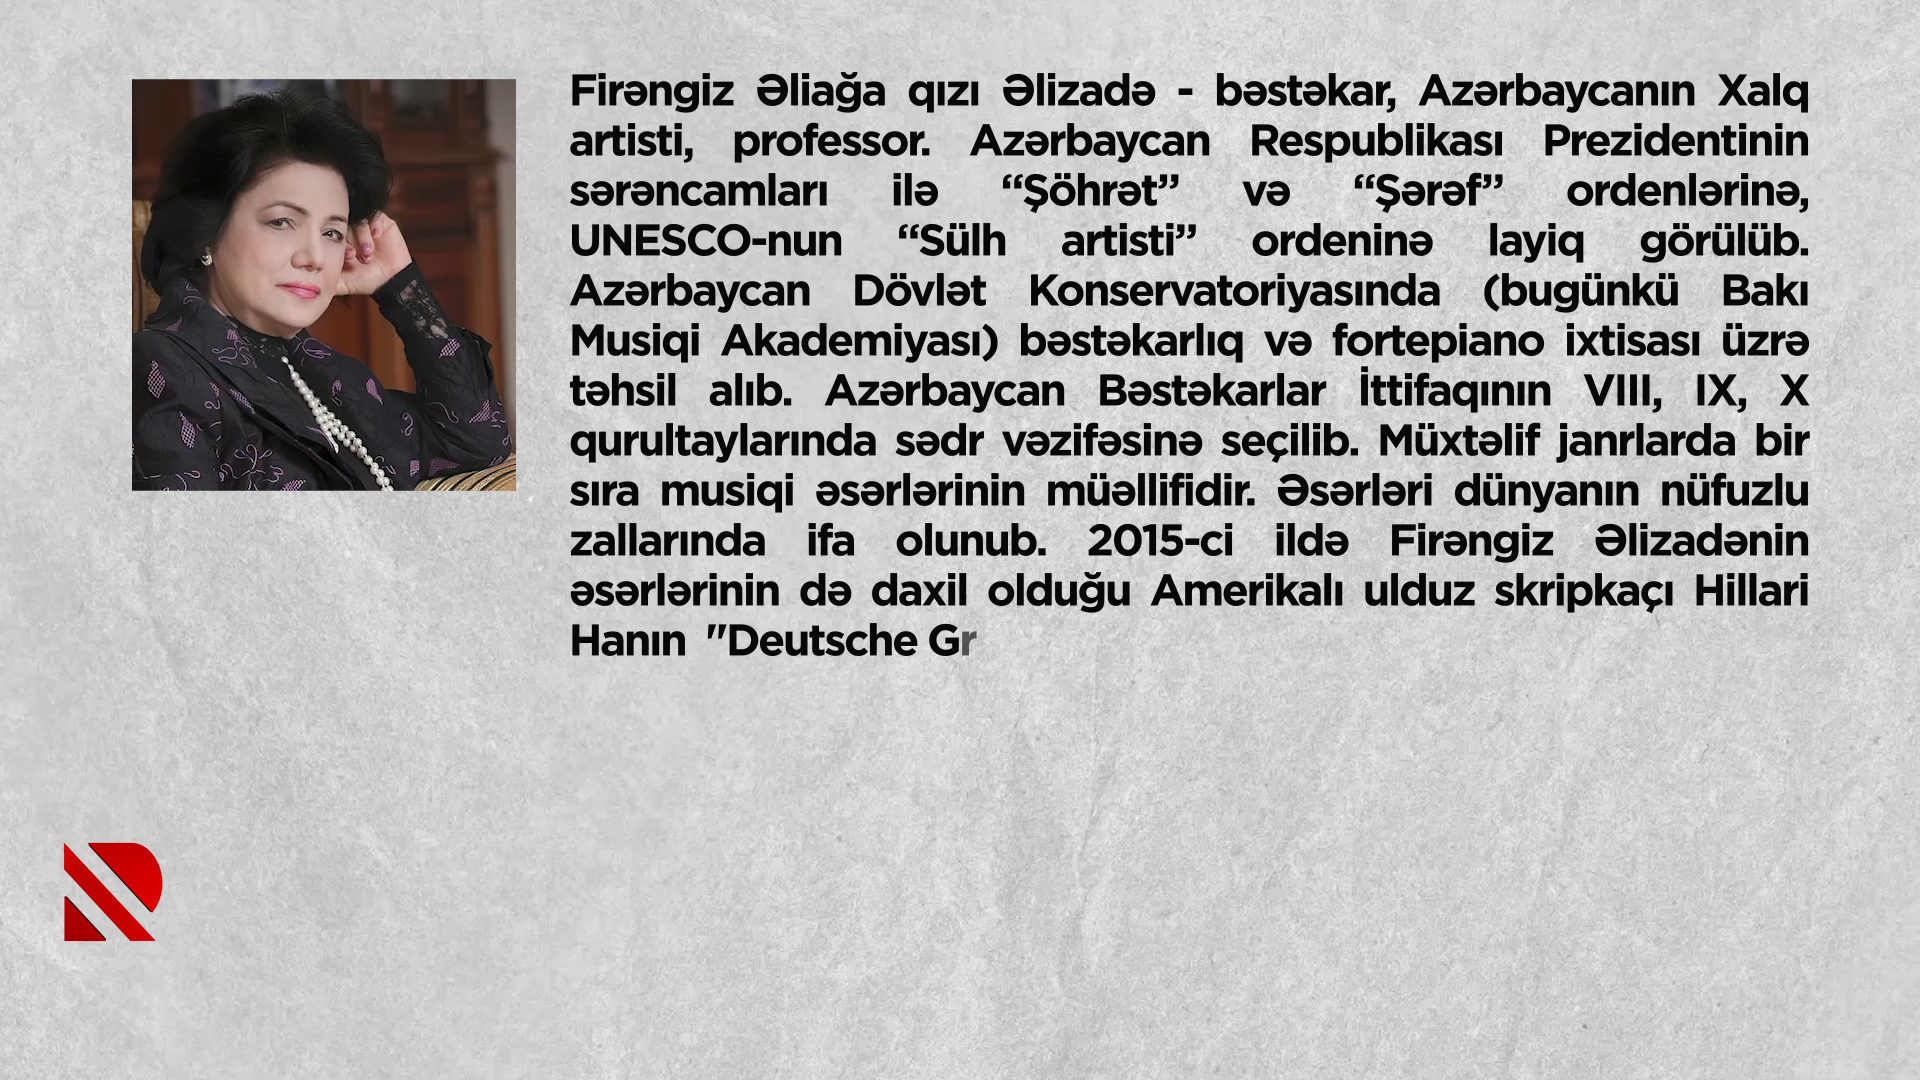 Firəngiz Əliağa qızı Əlizadə - bəstəkar, Azərbaycanın Xalq
artisti, professor. Azərbaycan Respublikası Prezidentinin
sərəncamları ilə “Şöhrət” və “Şərəf” ordenlərinə,
UNESCO-nun “Sülh artisti” ordeninə layiq görülüb.
Azərbaycan Dövlət Konservatoriyasında (bugünkü Bakı
Musiqi Akademiyası) bəstəkarlıq və fortepiano ixtisası üzrə
təhsil alıb. Azərbaycan Bəstəkarlar İttifaqının VIII, IX, X
qurultaylarında sədr vəzifəsinə seçilib. Müxtəlif janrlarda bir
sıra musiqi əsərlərinin müəllifidir. Əsərləri dünyanın nüfuzlu
zallarında ifa olunub. 2015-ci ildə Firəngiz Əlizadənin
əsərlərinin də daxil olduğu Amerikalı ulduz skripkaçı Hillari
Hanın "Deutsche Gr